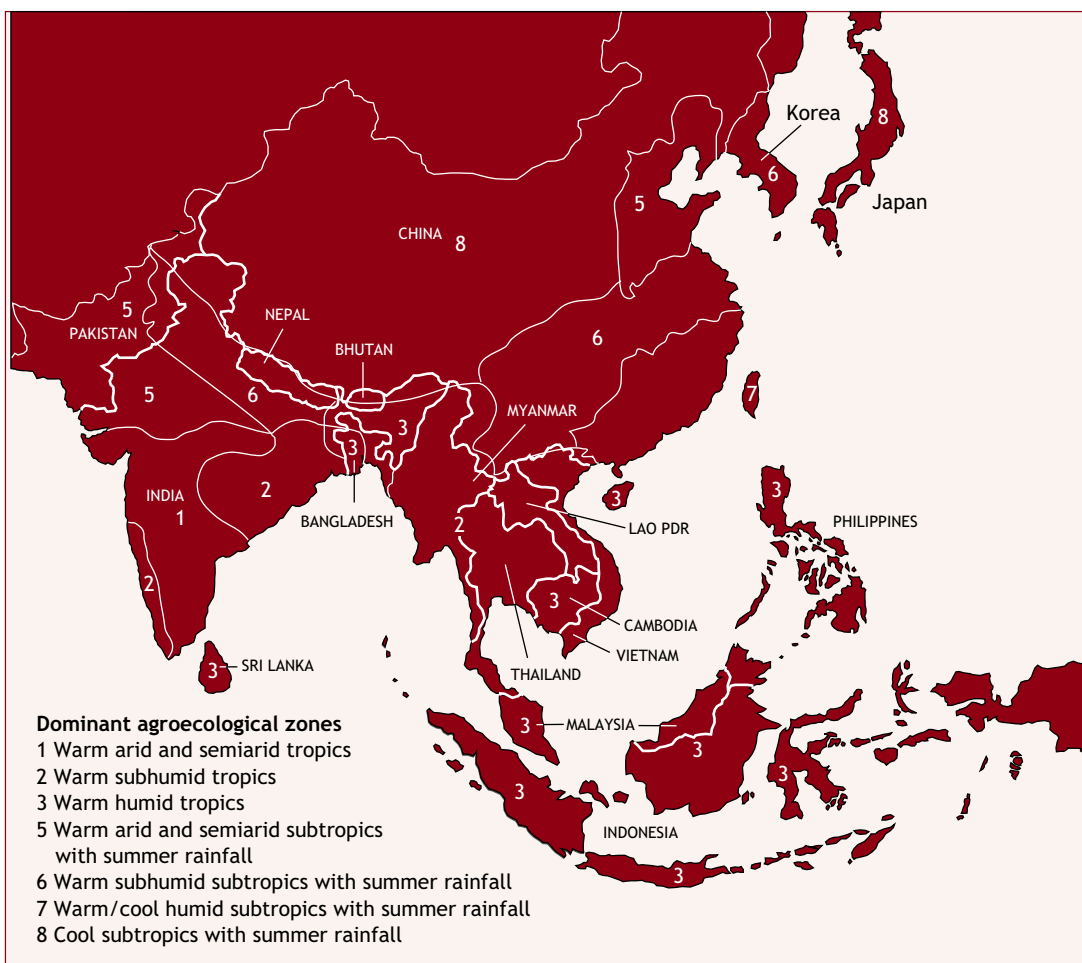 Korea
8
6
5
Japan
CHINA
8
5
NEPAL
PAKISTAN
6
BHUTAN
5
6
7
MYANMAR
3
3
INDIA
2
1
3
3
BANGLADESH
2
LAO PDR
PHILIPPINES
2
3
CAMBODIA
VIETNAM
3
SRI LANKA
THAILAND
3
MALAYSIA
3
3
3
INDONESIA
3
Dominant agroecological zones
1 Warm arid and semiarid tropics
2 Warm subhumid tropics
3 Warm humid tropics
5 Warm arid and semiarid subtropics
with summer rainfall
6 Warm subhumid subtropics with summer rainfall
7 Warm/cool humid subtropics with summer rainfall
8 Cool subtropics with summer rainfall